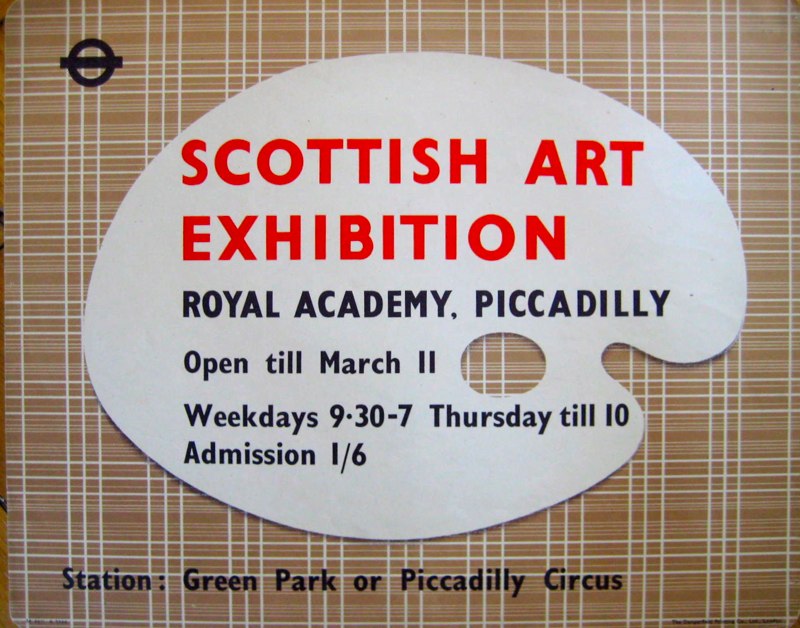 SCOTTISH ART
EXHIBITION
ROYAL ACADEMY, PICCADILLY
Open till March 11
Weekdays 9·30-7 Thursday till 10
Admission 1/6
Station: Green Park or Piccadilly Circus